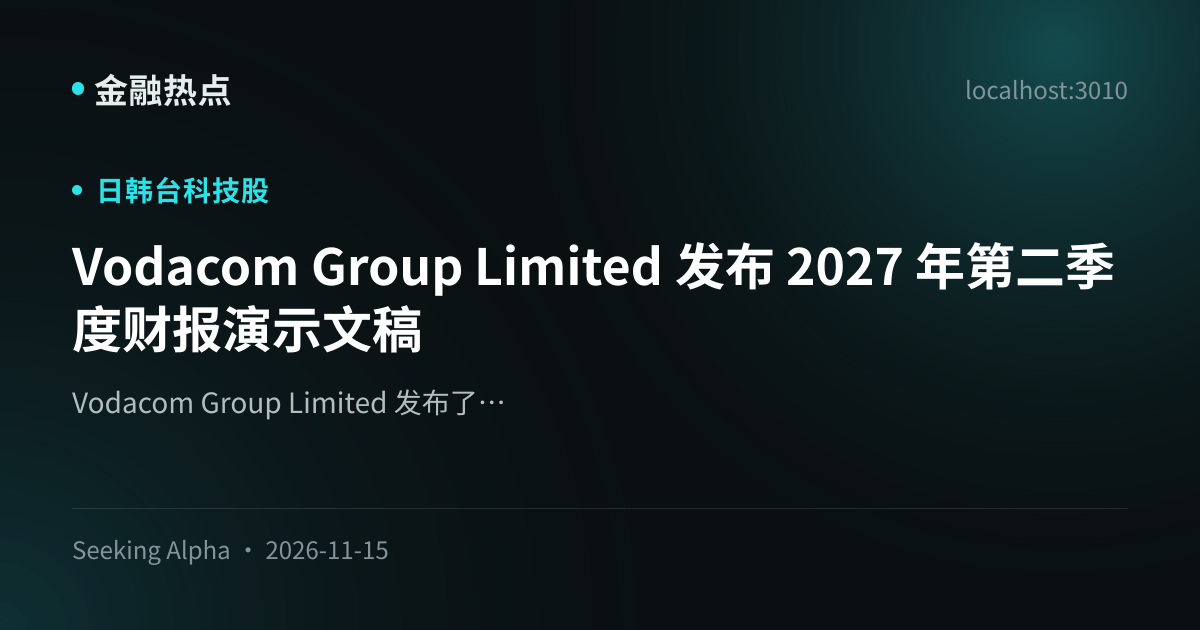 金融热点
localhost:3010
日韩台科技股
Vodacom Group Limited 发布 2027 年第二季
度财报演示文稿
Vodacom Group Limited 发布了…
Seeking Alpha · 2026-11-15